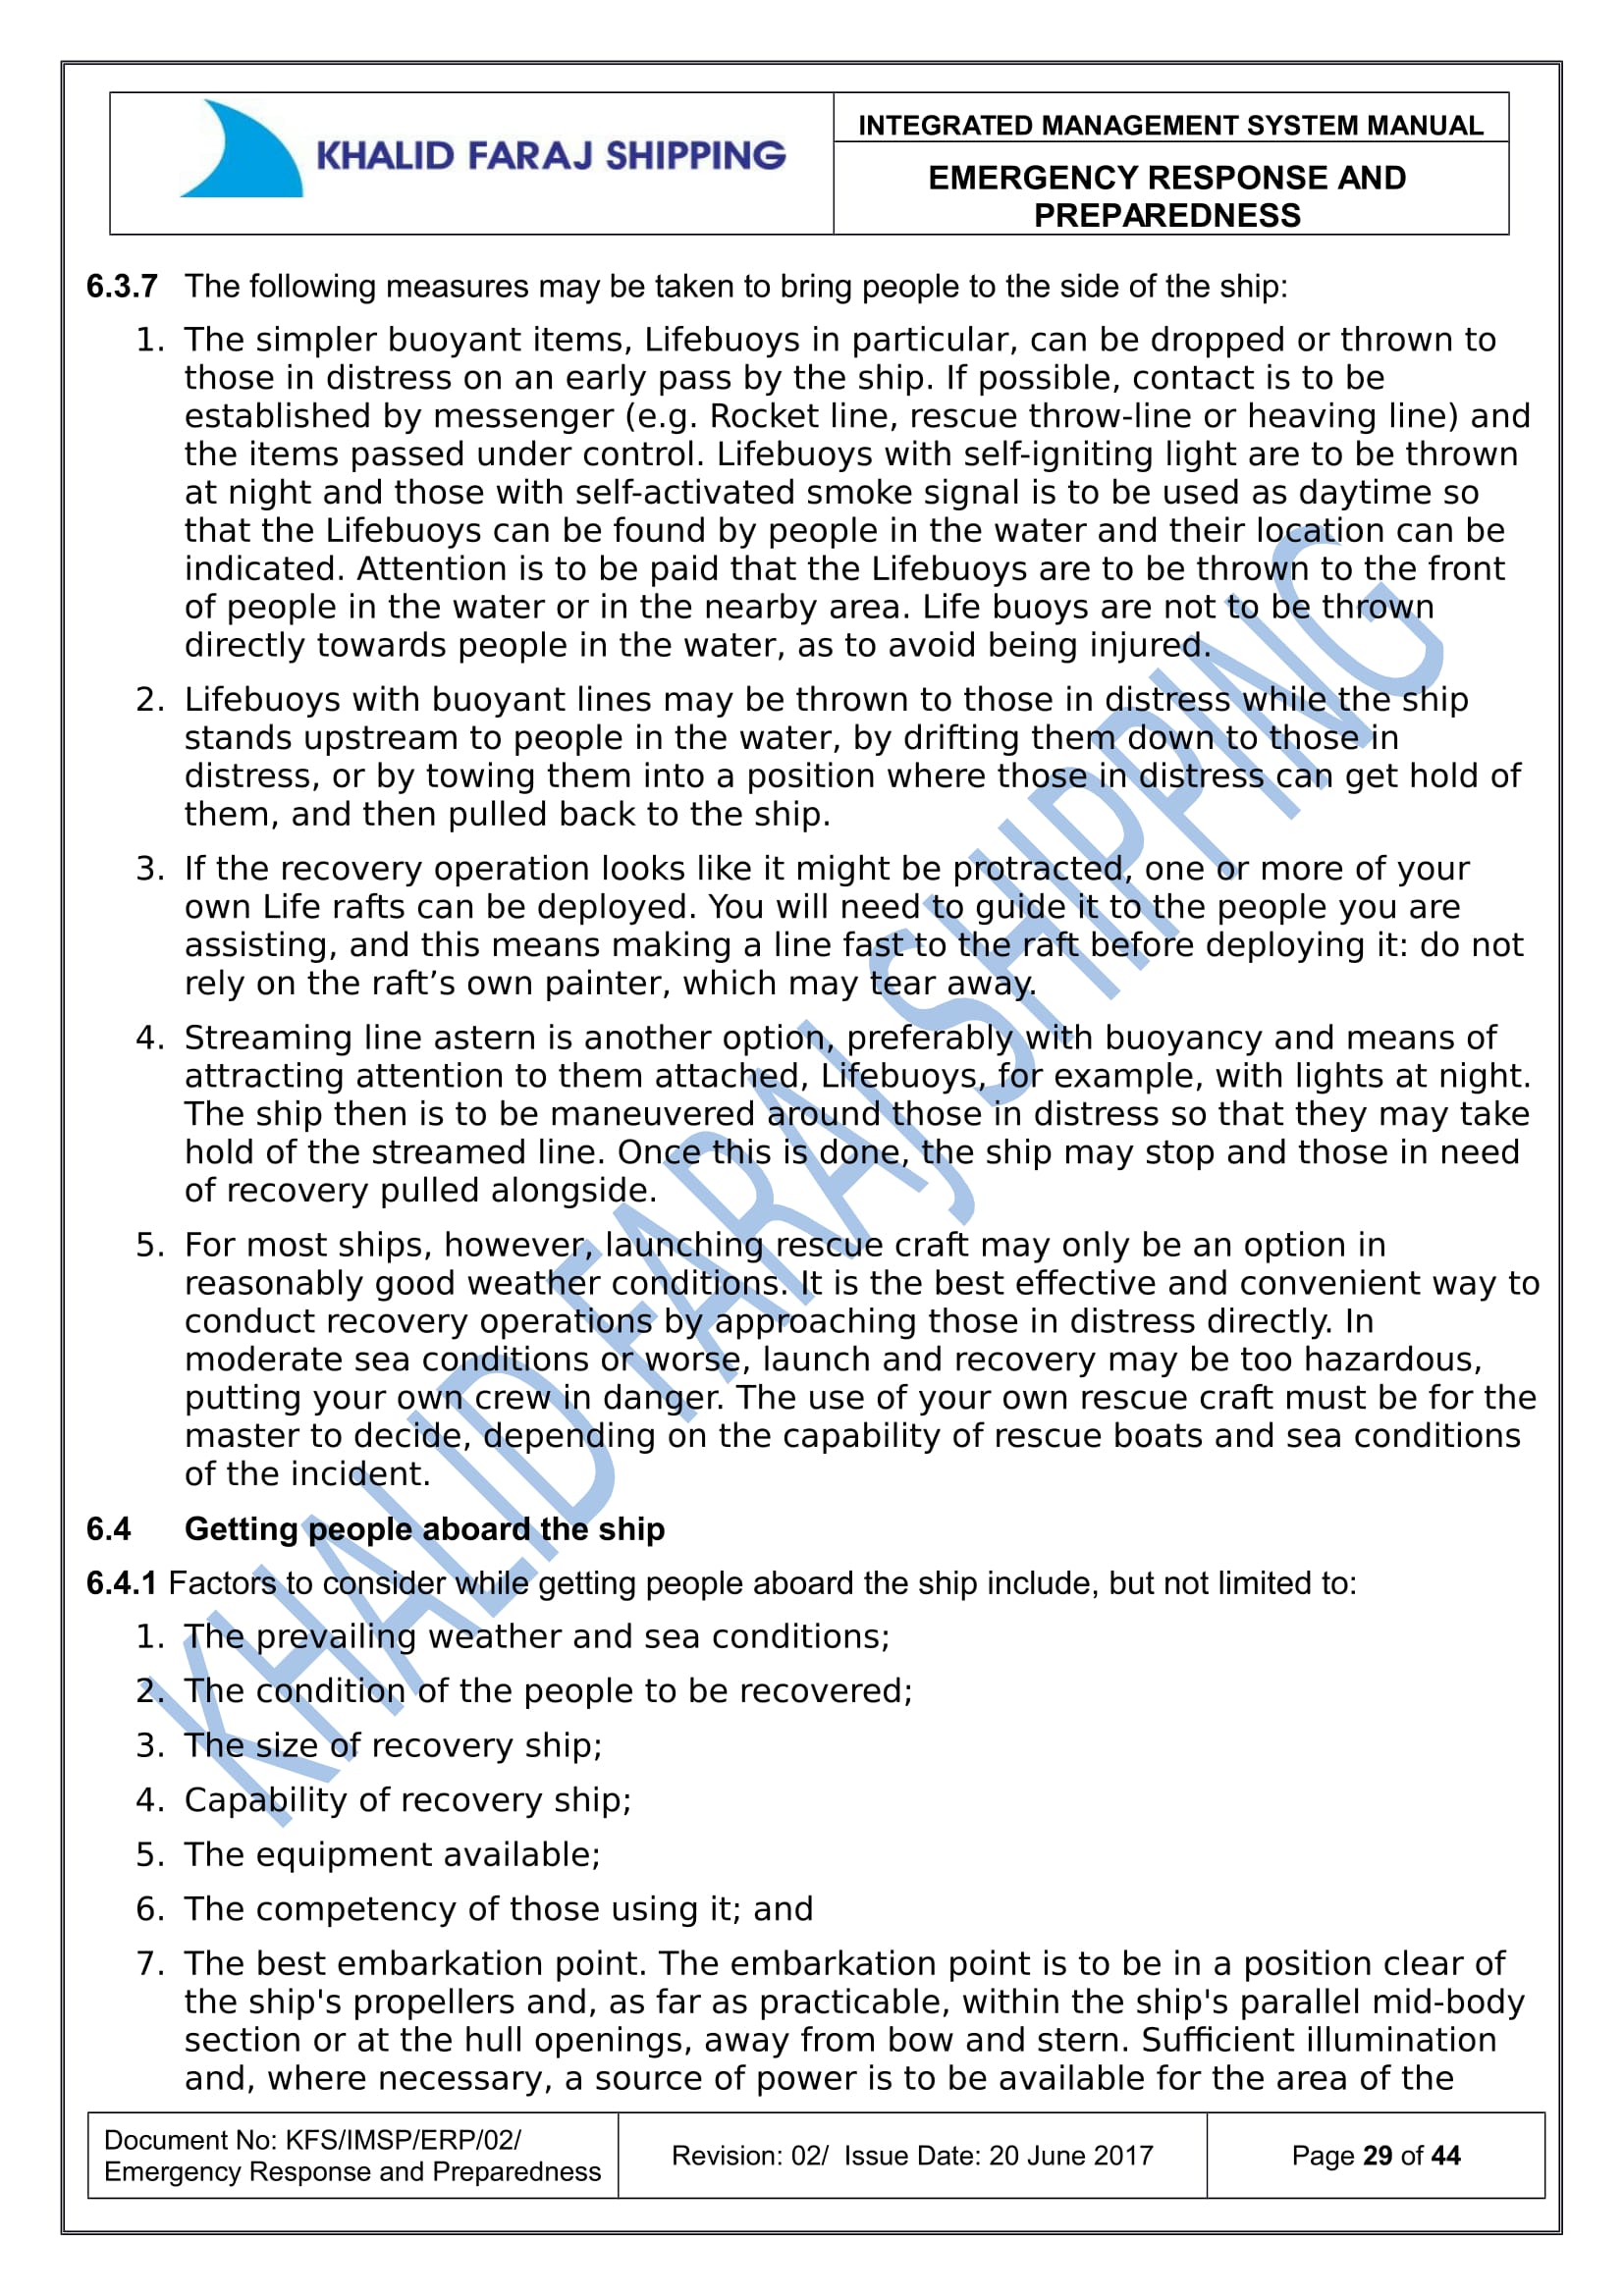 KHALID FARAJ SHIPPING
INTEGRATED MANAGEMENT SYSTEM MANUAL
EMERGENCY RESPONSE AND
PREPAREDNESS
6.3.7 The following measures may be taken to bring people to the side of the ship:
1. The simpler buoyant items, Lifebuoys in particular, can be dropped or thrown to
those in distress on an early pass by the ship. If possible, contact is to be
established by messenger (e.g. Rocket line, rescue throw-line or heaving line) and
the items passed under control. Lifebuoys with self-igniting light are to be thrown
at night and those with self-activated smoke signal is to be used as daytime so
that the Lifebuoys can be found by people in the water and their location can be
indicated. Attention is to be paid that the Lifebuoys are to be thrown to the front
of people in the water or in the nearby area. Life buoys are not to be thrown
directly towards people in the water, as to avoid being injured.
2. Lifebuoys with buoyant lines may be thrown to those in distress while the ship
stands upstream to people in the water, by drifting them down to those in
distress, or by towing them into a position where those in distress can get hold of
them, and then pulled back to the ship.
3. If the recovery operation looks like it might be protracted, one or more of your
own Life rafts can be deployed. You will need to guide it to the people you are
assisting, and this means making a line fast to the raft before deploying it: do not
rely on the raft’s own painter, which may tear away.
4. Streaming line astern is another option, preferably with buoyancy and means of
attracting attention to them attached, Lifebuoys, for example, with lights at night.
The ship then is to be maneuvered around those in distress so that they may take
hold of the streamed line. Once this is done, the ship may stop and those in need
of recovery pulled alongside.
5. For most ships, however, launching rescue craft may only be an option in
reasonably good weather conditions. It is the best effective and convenient way to
conduct recovery operations by approaching those in distress directly. In
moderate sea conditions or worse, launch and recovery may be too hazardous,
putting your own crew in danger. The use of your own rescue craft must be for the
master to decide, depending on the capability of rescue boats and sea conditions
of the incident.
6.4 Getting people aboard the ship
6.4.1 Factors to consider while getting people aboard the ship include, but not limited to:
1. The prevailing weather and sea conditions;
2. The condition of the people to be recovered;
3. The size of recovery ship;
4. Capability of recovery ship;
5. The equipment available;
6. The competency of those using it; and
7. The best embarkation point. The embarkation point is to be in a position clear of
the ship's propellers and, as far as practicable, within the ship's parallel mid-body
section or at the hull openings, away from bow and stern. Sufficient illumination
and, where necessary, a source of power is to be available for the area of the
KHALID FARAJ SHIPPING
Document No: KFS/IMSP/ERP/02/
Emergency Response and Preparedness
Revision: 02/ Issue Date: 20 June 2017
Page 29 of 44